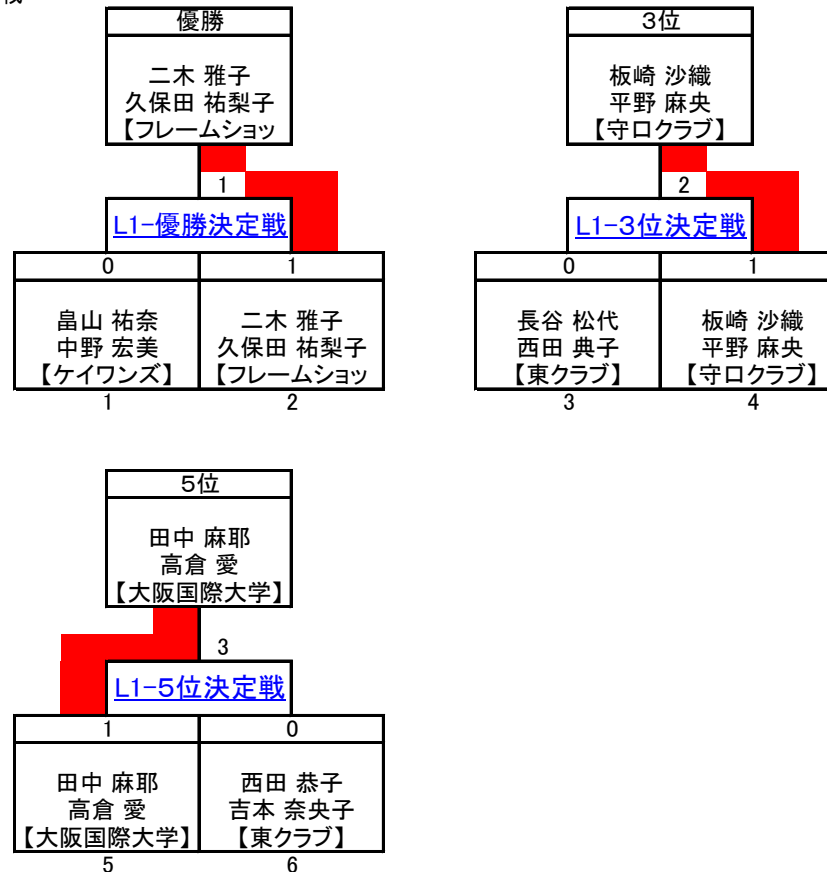 優勝
二木 雅子
久保田 祐梨子
【フレームショッ
1
L1-優勝決定戦
0 1
畠山 祐奈
中野 宏美
【ケイワンズ】
1
二木 雅子
久保田 祐梨子
【フレームショッ
2
3位
板崎 沙織
平野 麻央
【守口クラブ】
2
L1-3位決定戦
0 1
長谷 松代
西田 典子
【東クラブ】
3
板崎 沙織
平野 麻央
【守口クラブ】
4
5位
田中 麻耶
高倉 愛
【大阪国際大学】
3
L1-5位決定戦
1 0
田中 麻耶
高倉 愛
【大阪国際大学】
5
西田 恭子
吉本 奈央子
【東クラブ】
6